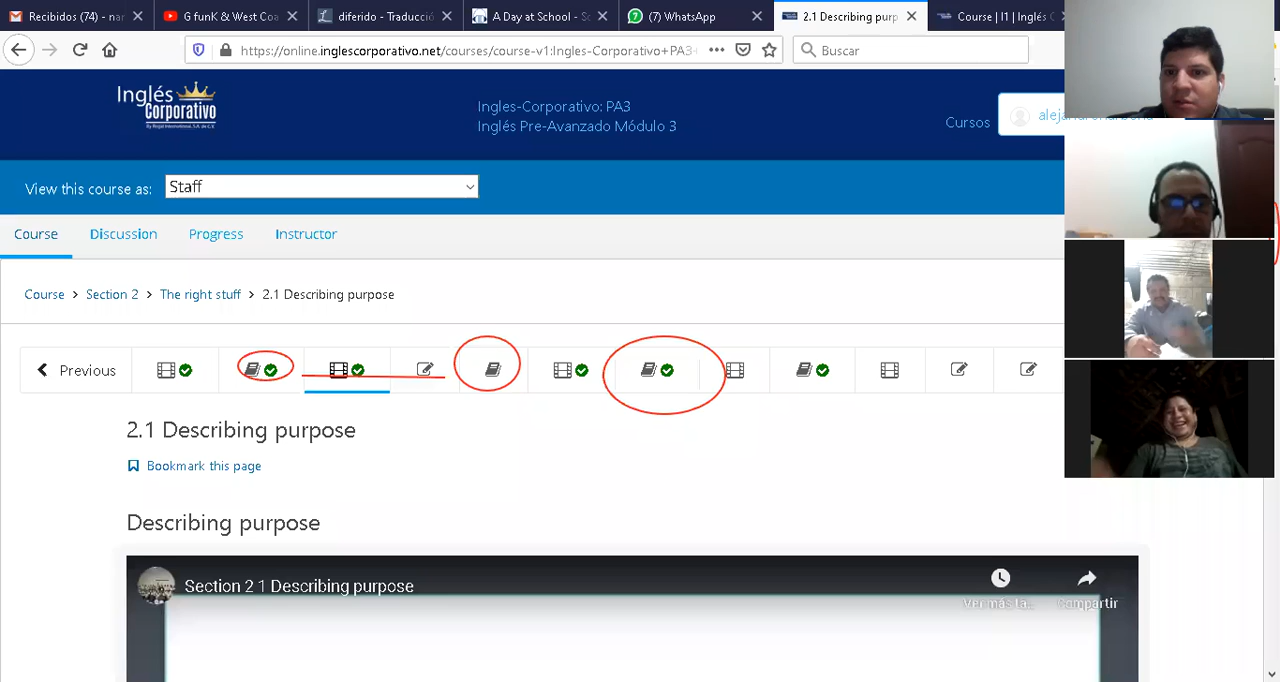 Recibidos (74) - nar
G funK & West Coa
diferido - Traducció
A Day at School - Sc
(7) WhatsApp
2.1 Describing purp
Course | I1 | Inglés C
https://online.inglescorporativo.net/courses/course-v1:Ingles-Corporativo+PA3+
Buscar
Inglés
Corporativo
Ingles-Corporativo: PA3
Inglés Pre-Avanzado Módulo 3
Cursos
View this course as:
Staff
Course
Discussion
Progress
Instructor
Course > Section 2 > The right stuff > 2.1 Describing purpose
Previous
2.1 Describing purpose
Bookmark this page
Describing purpose
Section 2 1 Describing purpose
Ver más ta...
Compartir